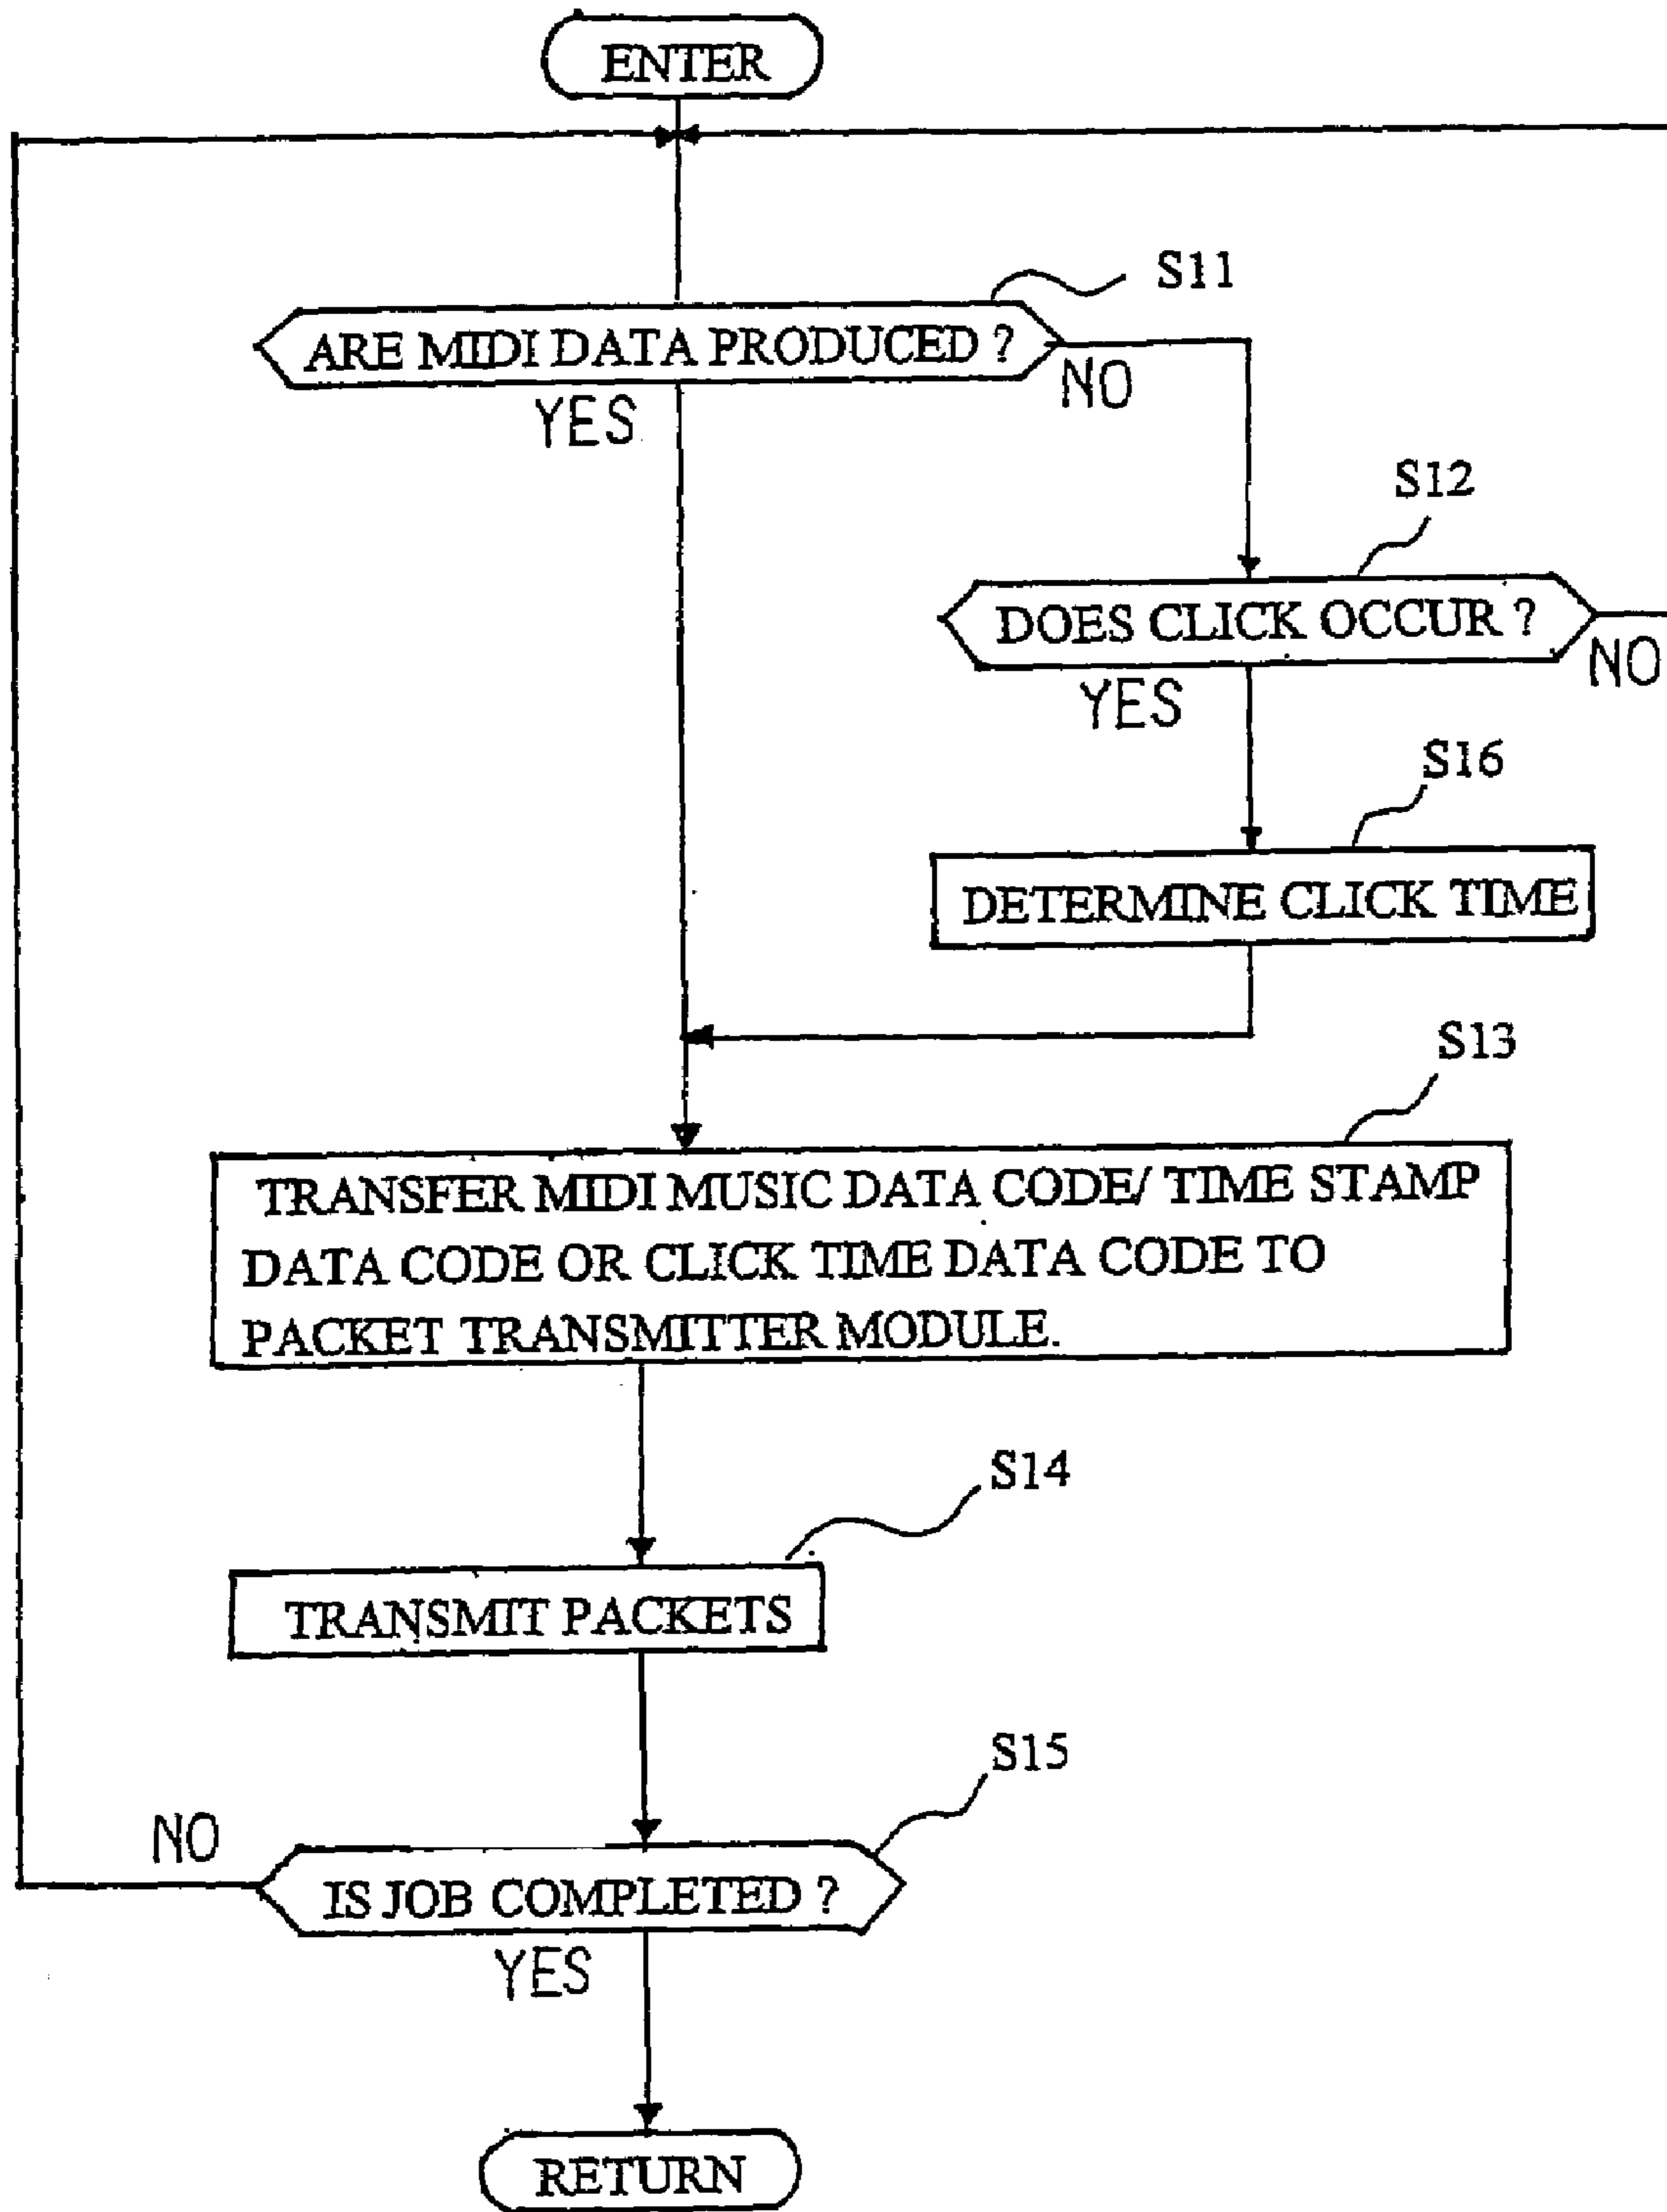 ENTER
S11
ARE MIDI DATA PRODUCED ?
YES
NO
S12
DOES CLICK OCCUR ?
YES
NO
S16
DETERMINE CLICK TIME
S13
TRANSFER MIDI MUSIC DATA CODE/ TIME STAMP
DATA CODE OR CLICK TIME DATA CODE TO
PACKET TRANSMITTER MODULE.
S14
TRANSMIT PACKETS
S15
NO
IS JOB COMPLETED ?
YES
RETURN